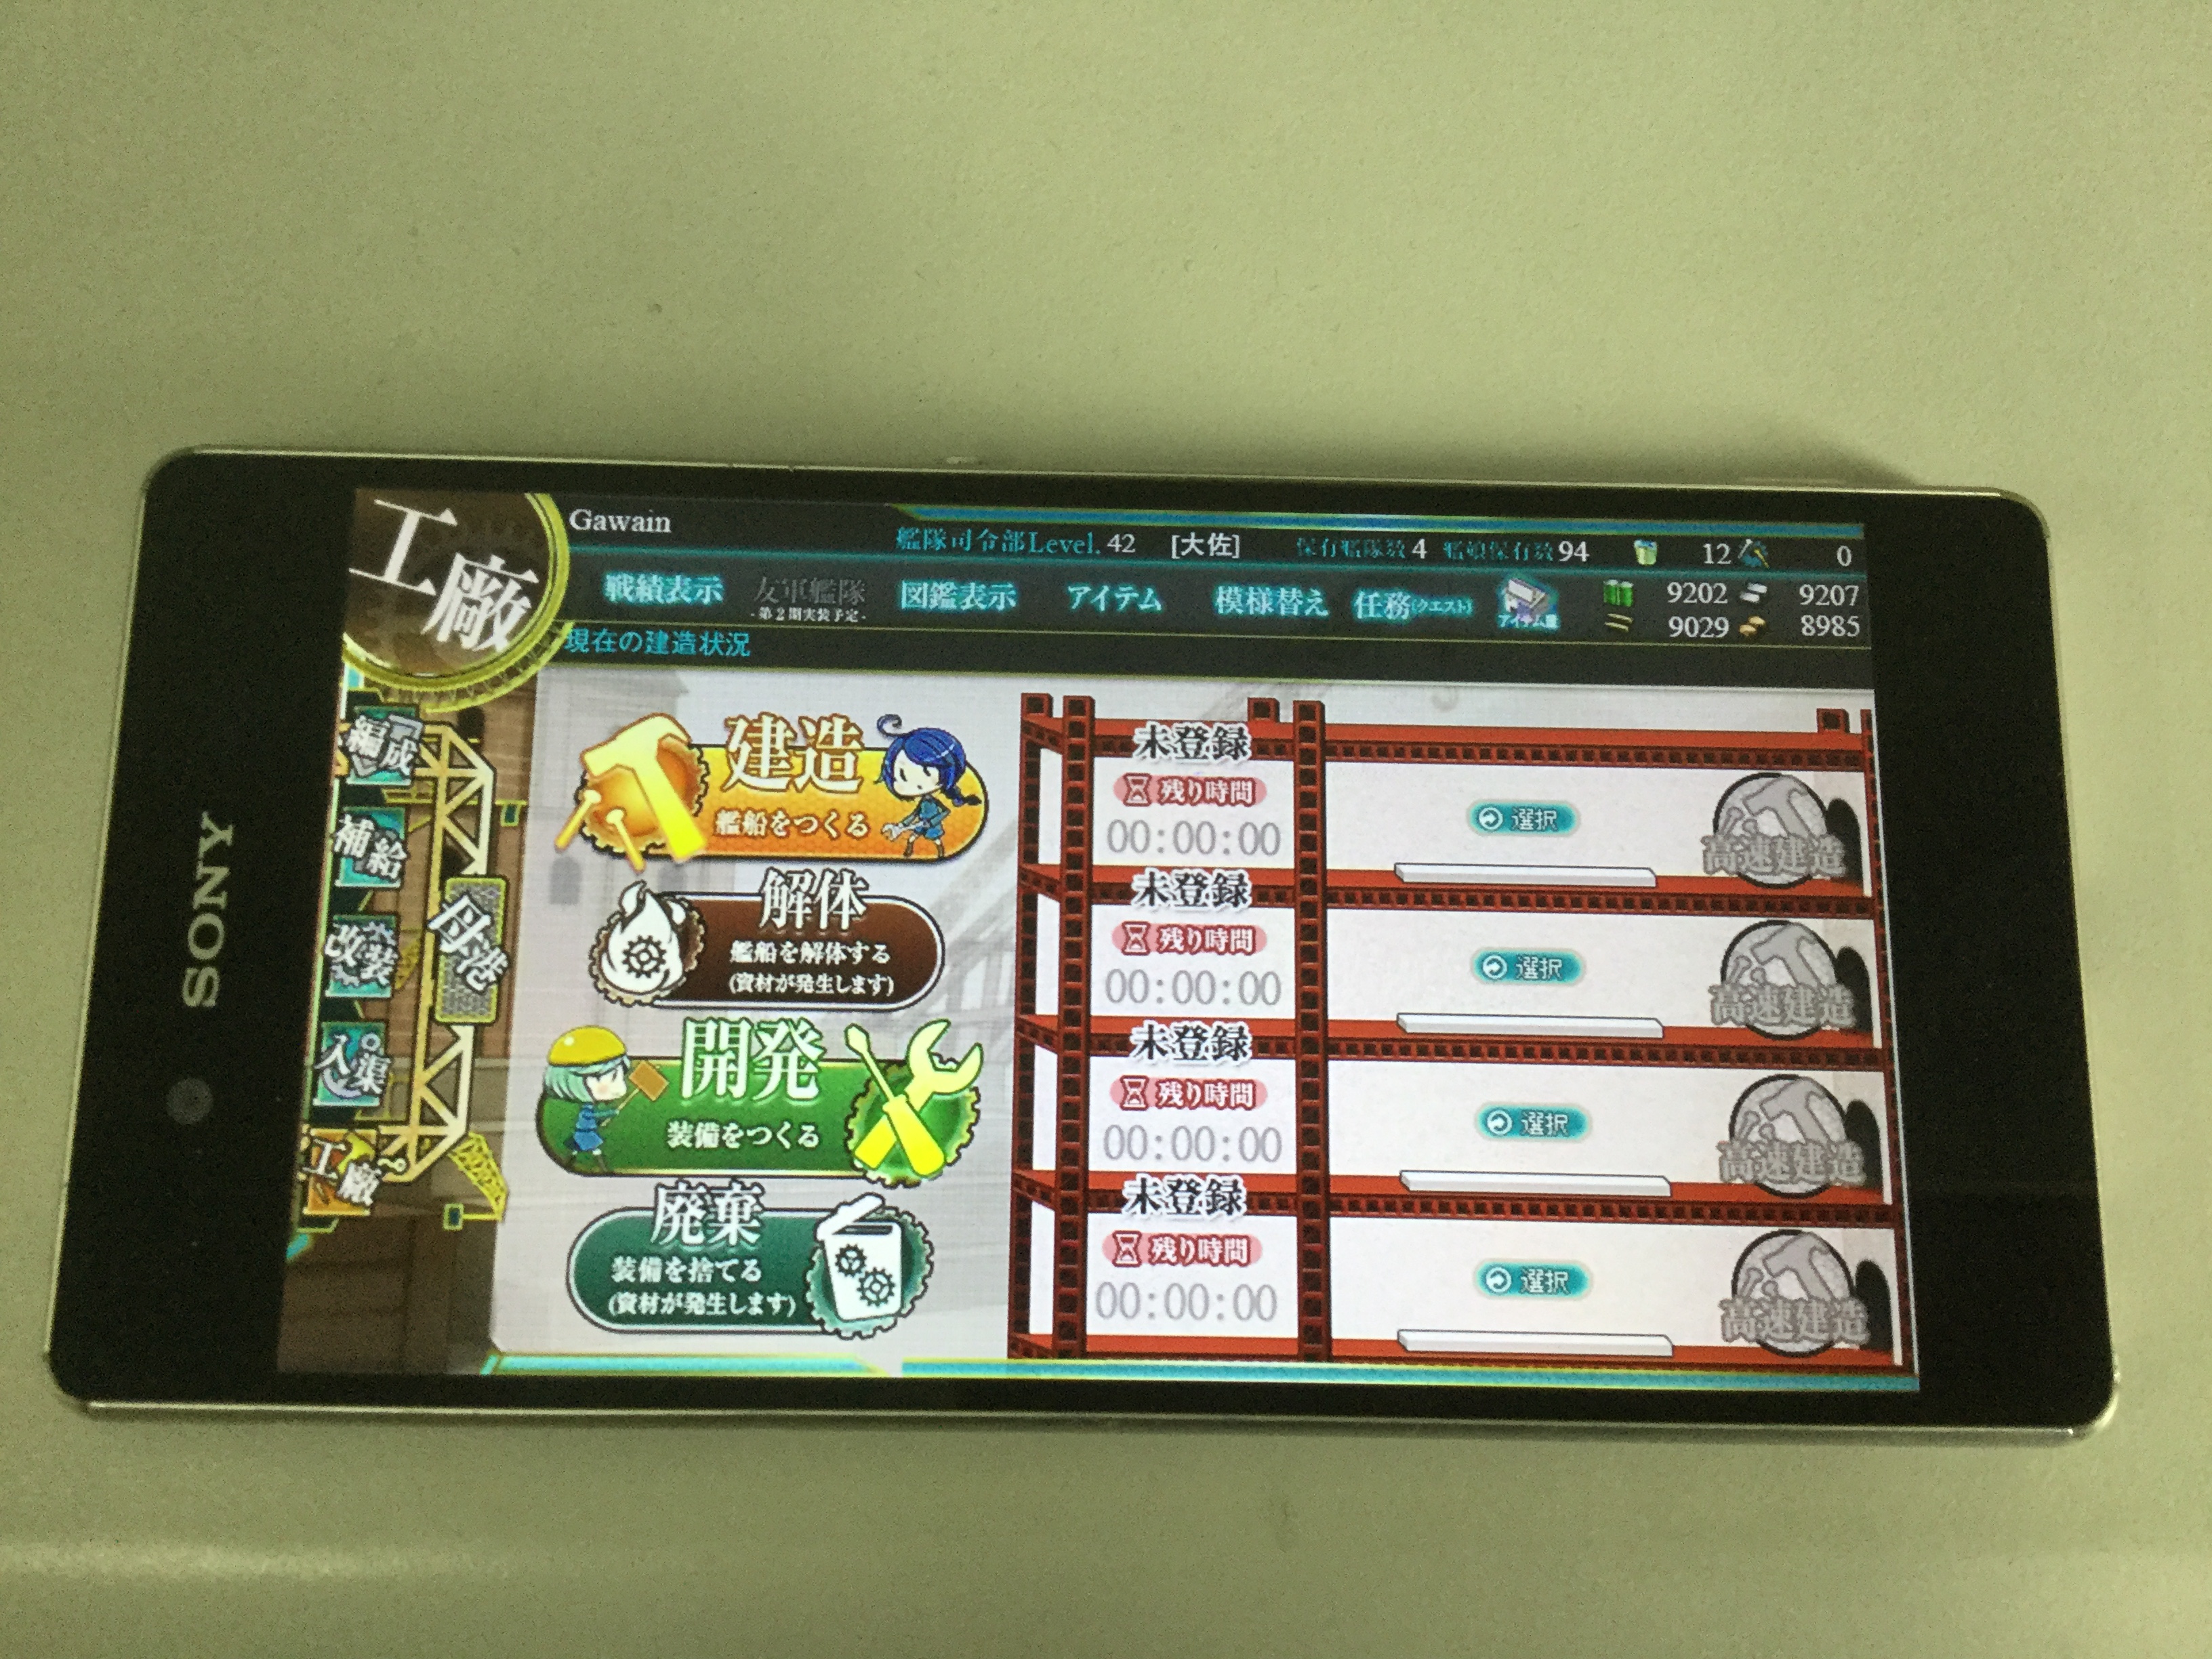 SONY
工廠
Gawain
艦隊司令部Level. 42 [大佐] 保有艦隊数 4 艦娘保有数 94 12 0
戦績表示 友軍艦隊 図鑑表示 アイテム 模様替え 任務(クエスト) アイテム屋 9202 9207
-第2期実装予定- 9029 8985
現在の建造状況
編成
補給
母港
改装
入渠
工廠
建造
艦船をつくる
解体
艦船を解体する
(資材が発生します)
開発
装備をつくる
廃棄
装備を捨てる
(資材が発生します)
未登録
残り時間
00:00:00
選択
高速建造
未登録
残り時間
00:00:00
選択
高速建造
未登録
残り時間
00:00:00
選択
高速建造
未登録
残り時間
00:00:00
選択
高速建造